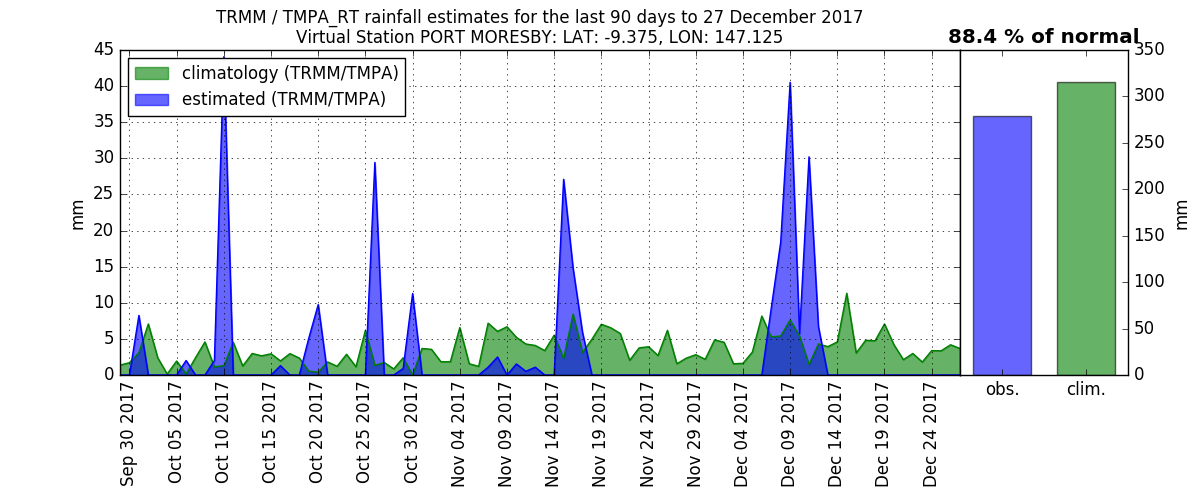 TRMM / TMPA_RT rainfall estimates for the last 90 days to 27 December 2017
Virtual Station PORT MORESBY: LAT: -9.375, LON: 147.125
88.4 % of normal
climatology (TRMM/TMPA)
estimated (TRMM/TMPA)
45
40
35
30
25
20
15
10
5
0
mm
Sep 30 2017
Oct 05 2017
Oct 10 2017
Oct 15 2017
Oct 20 2017
Oct 25 2017
Oct 30 2017
Nov 04 2017
Nov 09 2017
Nov 14 2017
Nov 19 2017
Nov 24 2017
Nov 29 2017
Dec 04 2017
Dec 09 2017
Dec 14 2017
Dec 19 2017
Dec 24 2017
obs.
clim.
350
300
250
200
150
100
50
0
mm